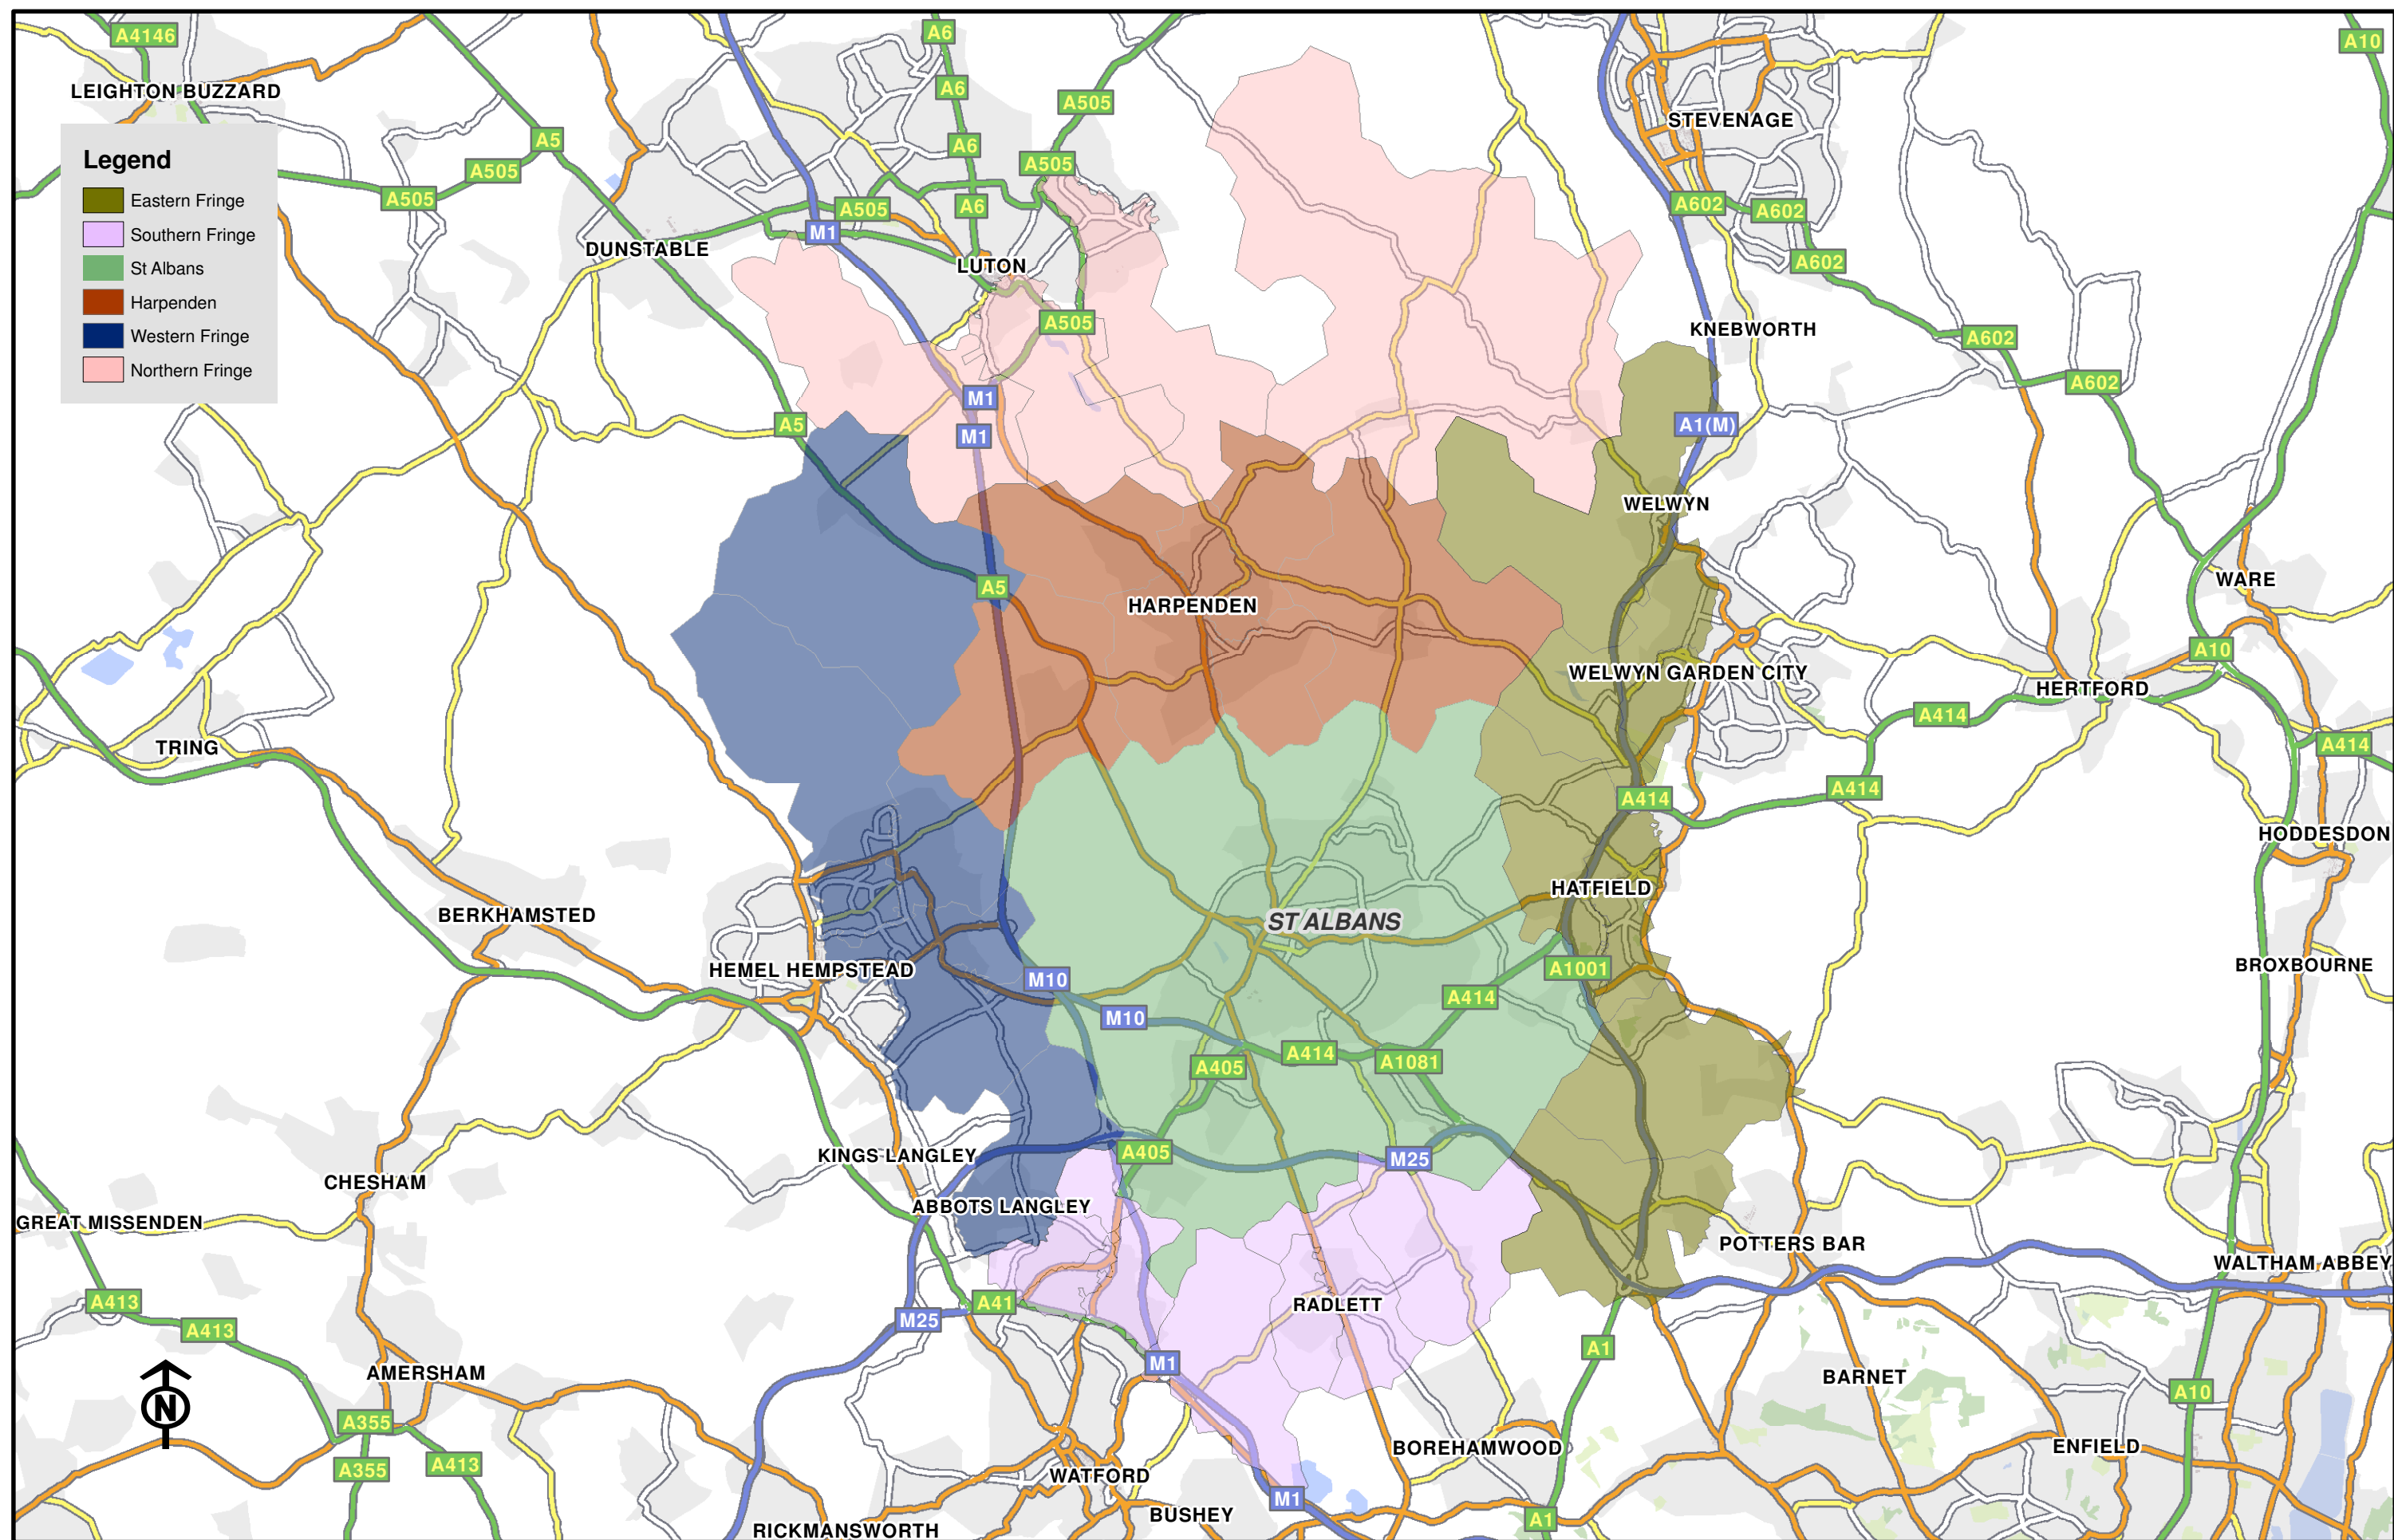 A4146
A6
A10
A6
LEIGHTON BUZZARD
A505
STEVENAGE
A5
A6
Legend
A505
A505
A505
Eastern Fringe
A602
A602
A505
A6
Southern Fringe
M1
DUNSTABLE
A602
LUTON
St Albans
Harpenden
A505
KNEBWORTH
Western Fringe
A602
Northern Fringe
A602
M1
A5
A1(M)
M1
WELWYN
WARE
A5
HARPENDEN
A10
WELWYN GARDEN CITY
HERTFORD
A414
TRING
A414
A414
A414
HODDESDON
HATFIELD
BERKHAMSTED
ST ALBANS
BROXBOURNE
HEMEL HEMPSTEAD
A1001
M10
A414
M10
A414
A1081
A405
A405
KINGS LANGLEY
M25
CHESHAM
ABBOTS LANGLEY
GREAT MISSENDEN
POTTERS BAR
WALTHAM ABBEY
A413
A41
RADLETT
M25
A413
A1
M1
AMERSHAM
BARNET
A10
N
A355
BOREHAMWOOD
ENFIELD
A413
A355
WATFORD
M1
BUSHEY
A1
RICKMANSWORTH